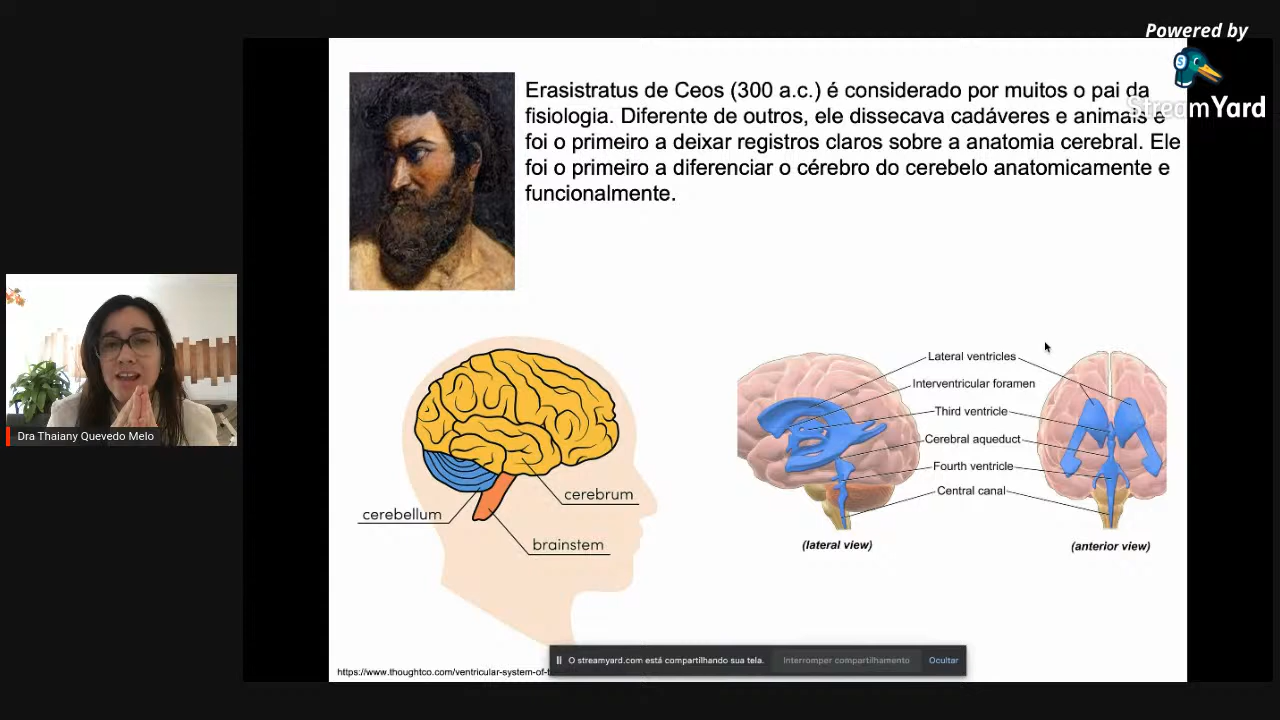 Powered by
StreamYard
Erasistratus de Ceos (300 a.c.) é considerado por muitos o pai da
fisiologia. Diferente de outros, ele dissecava cadáveres e animais e
foi o primeiro a deixar registros claros sobre a anatomia cerebral. Ele
foi o primeiro a diferenciar o cérebro do cerebelo anatomicamente e
funcionalmente.
Dra Thaiany Quevedo Melo
cerebrum
cerebellum
brainstem
Lateral ventricles
Interventricular foramen
Third ventricle
Cerebral aqueduct
Fourth ventricle
Central canal
(lateral view)
(anterior view)
https://www.thoughtco.com/ventricular-system-of-
O streamyard.com está compartilhando sua tela.
Interromper compartilhamento
Ocultar